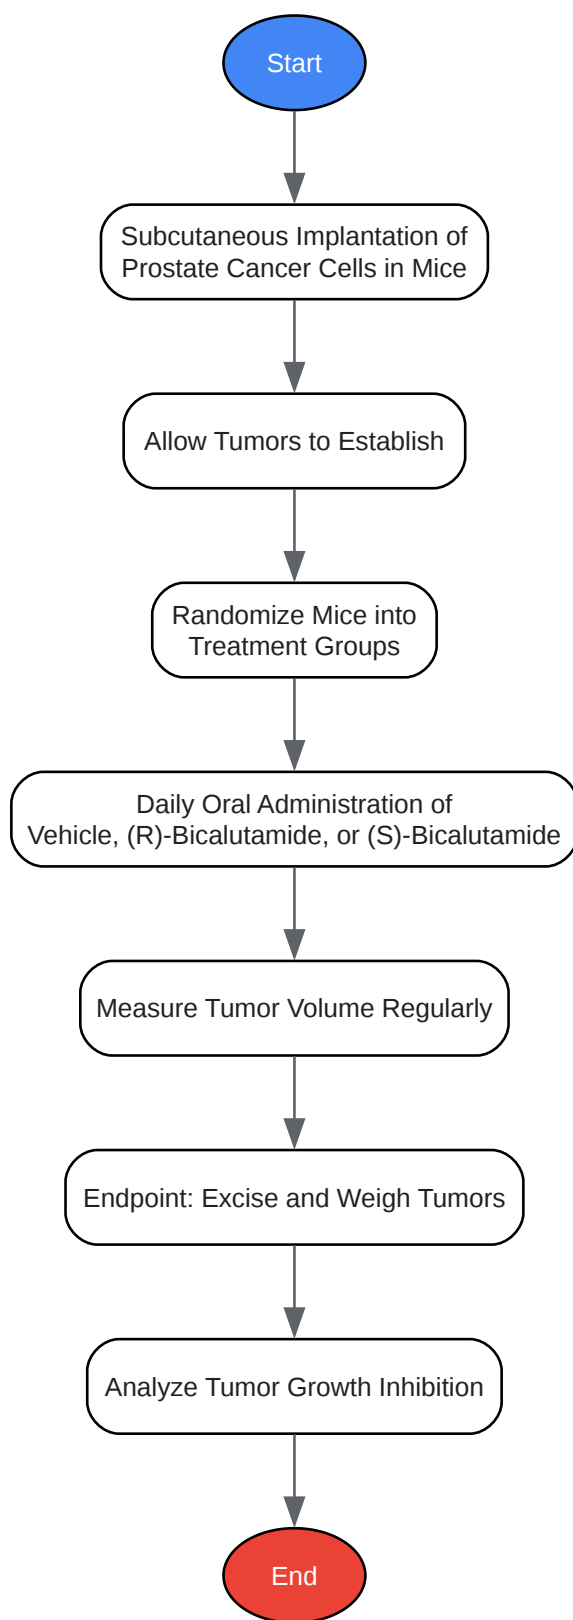 Start
Subcutaneous Implantation of
Prostate Cancer Cells in Mice
Allow Tumors to Establish
Randomize Mice into
Treatment Groups
Daily Oral Administration of
Vehicle, (R)-Bicalutamide, or (S)-Bicalutamide
Measure Tumor Volume Regularly
Endpoint: Excise and Weigh Tumors
Analyze Tumor Growth Inhibition
End